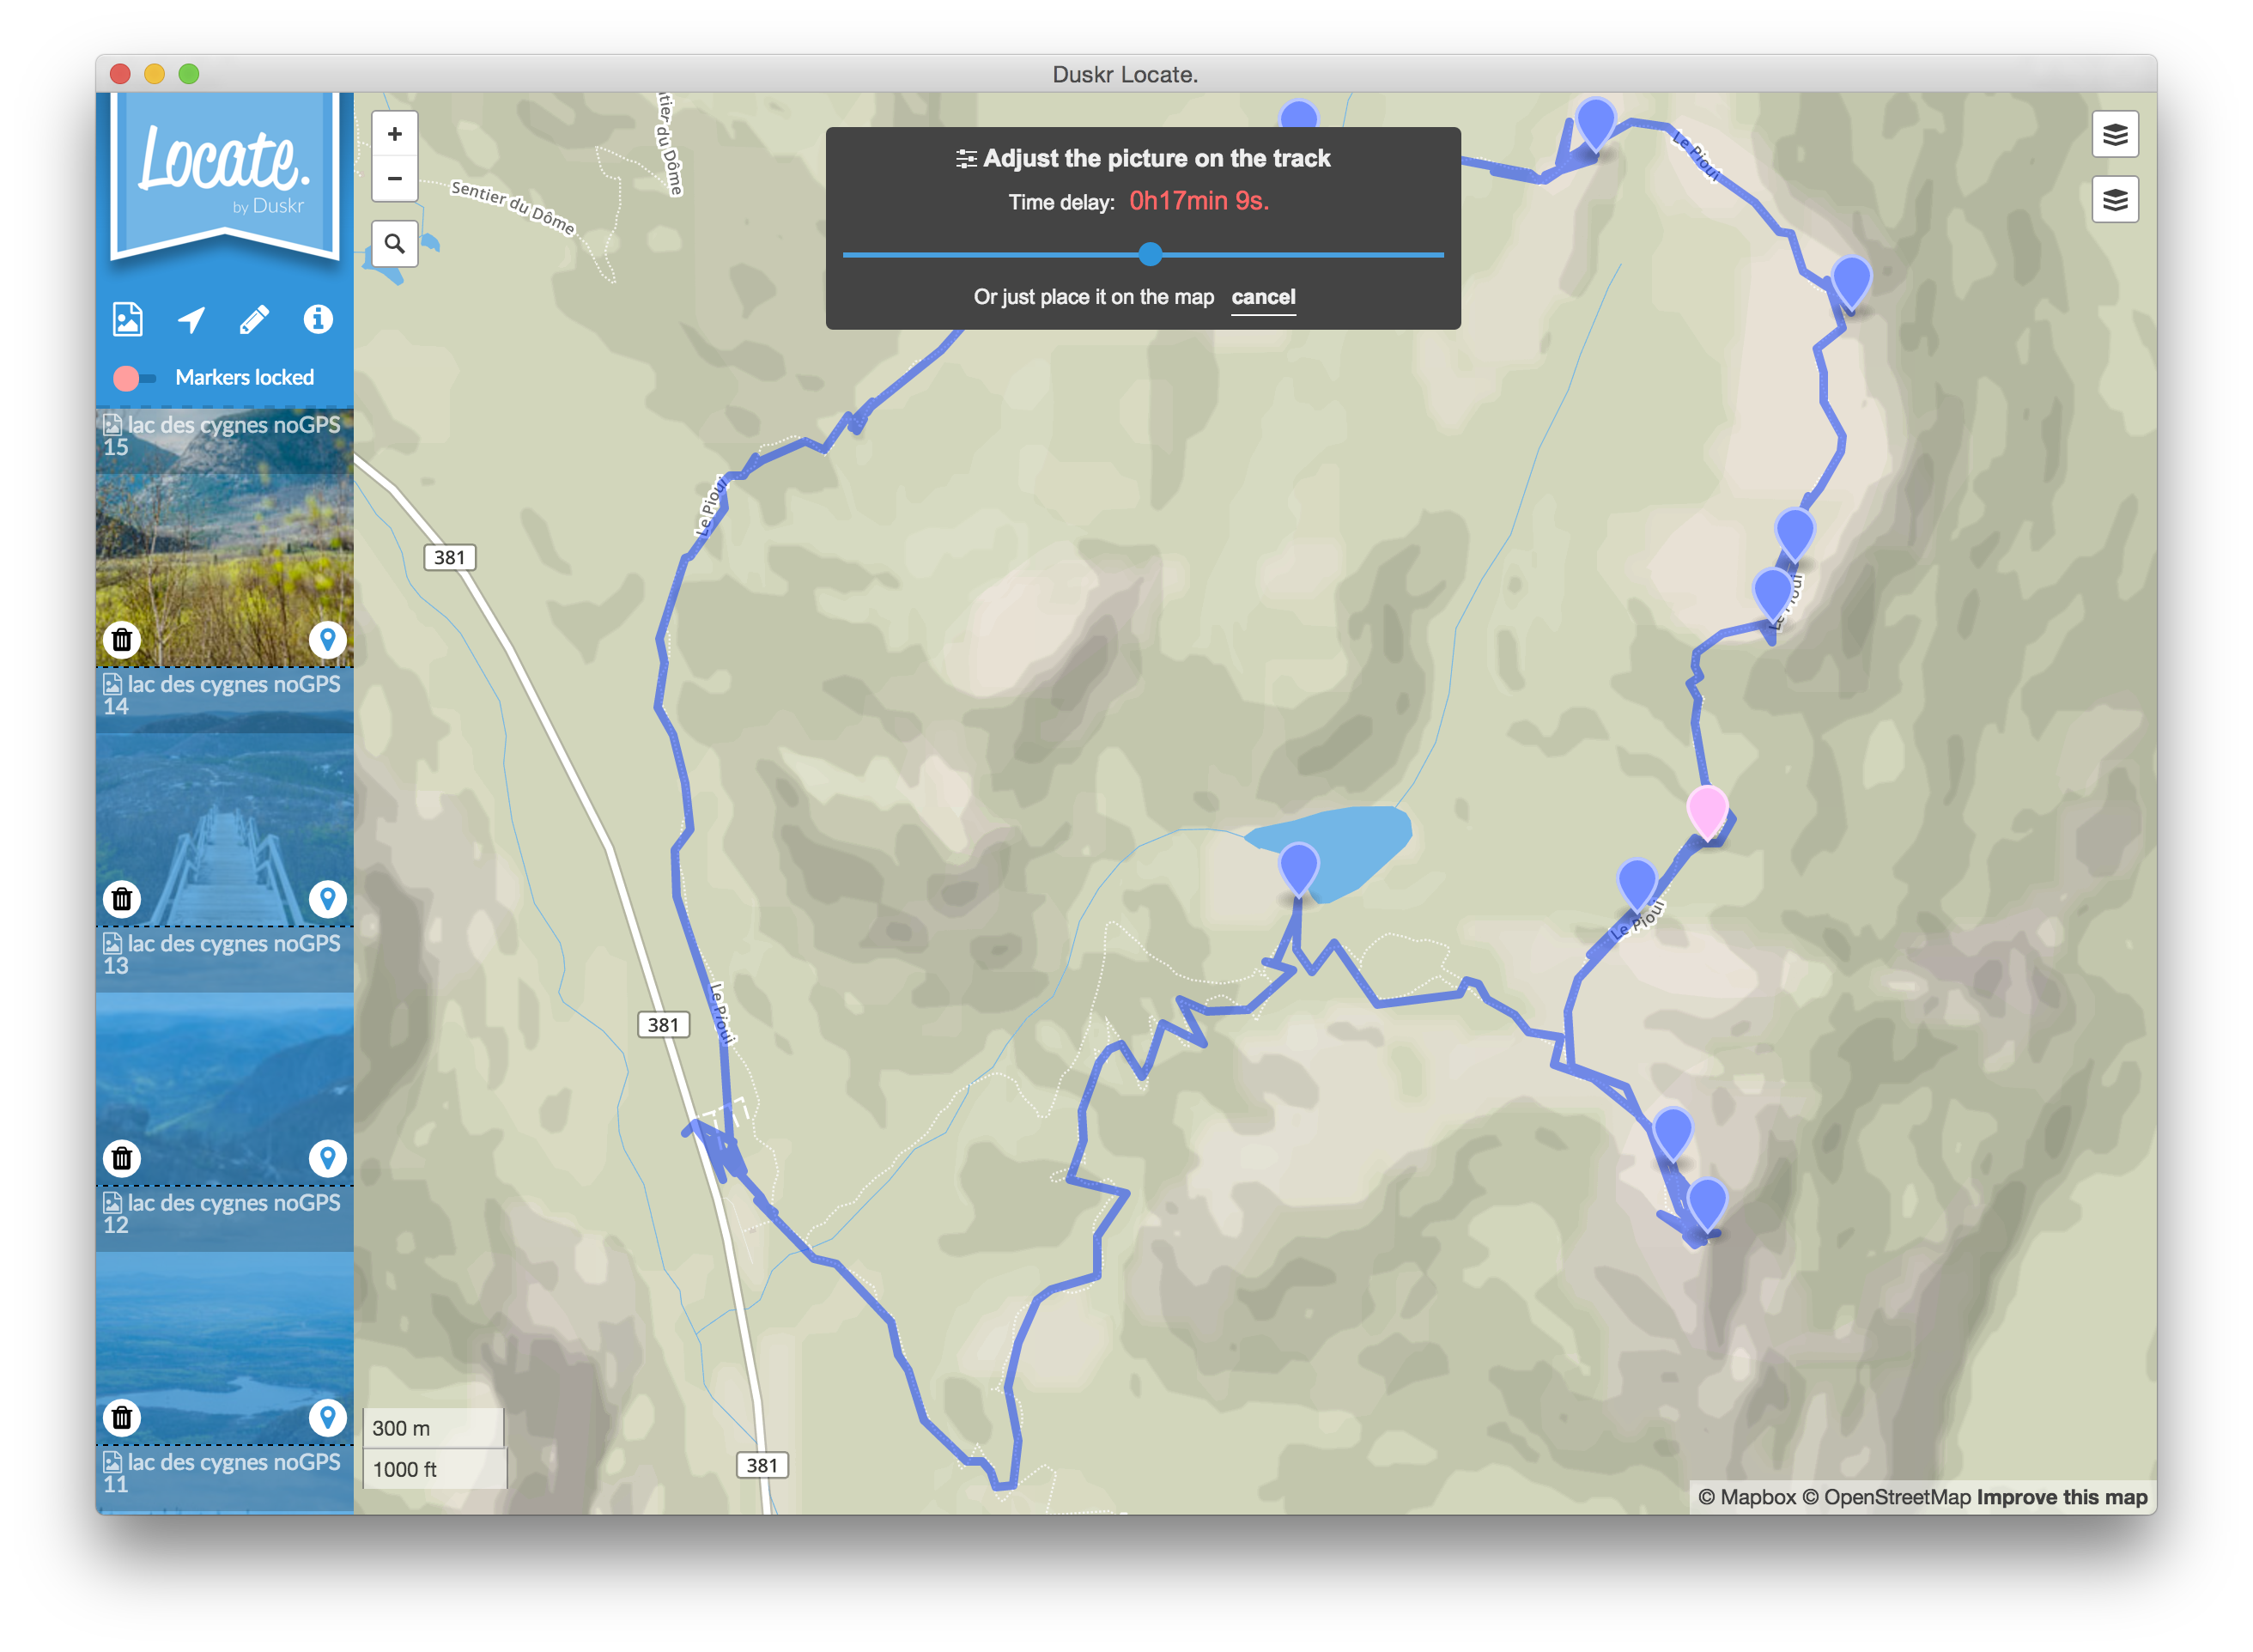 Duskr Locate.
Locate.
by Duskr
Markers locked
lac des cygnes noGPS
15
lac des cygnes noGPS
14
lac des cygnes noGPS
13
lac des cygnes noGPS
12
lac des cygnes noGPS
11
+
−
Sentier du Dôme
ntier du Dôme
Adjust the picture on the track
Time delay: 0h17min 9s.
Or just place it on the map cancel
Le Pioui
Le Pioui
381
Le Pioui
Le Pioui
Le Pioui
381
381
300 m
1000 ft
© Mapbox © OpenStreetMap Improve this map